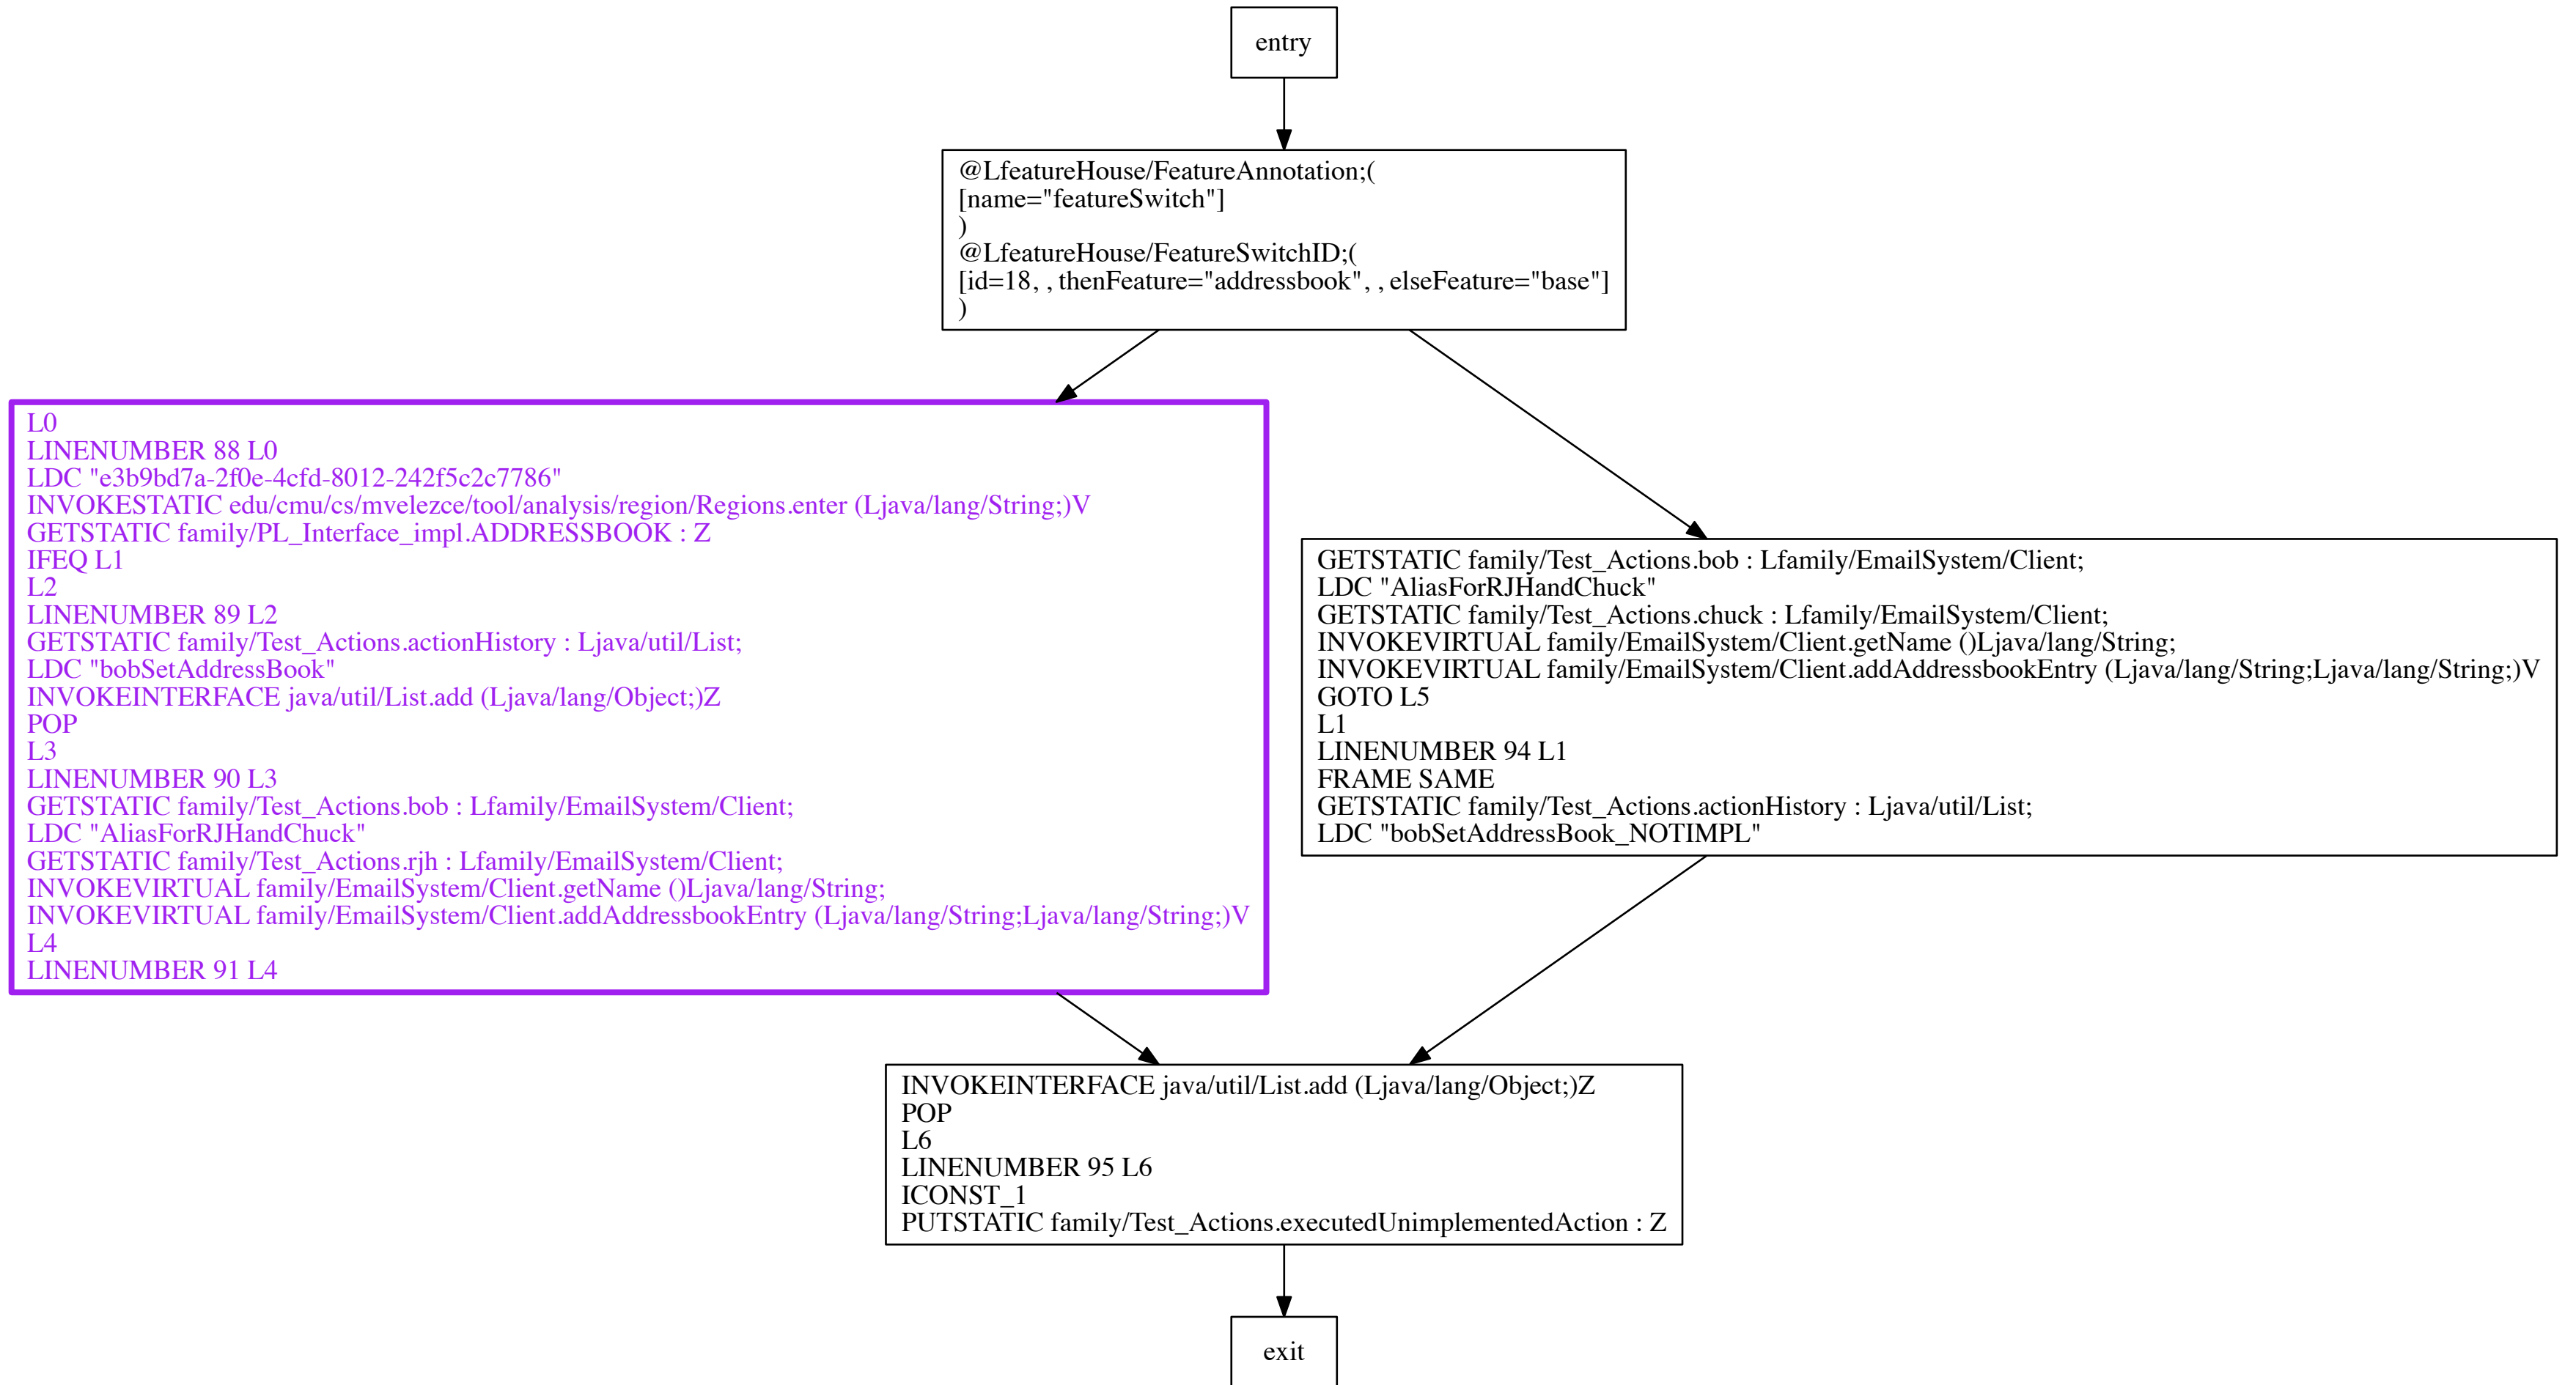 entry
@LfeatureHouse/FeatureAnnotation;(
[name="featureSwitch"]
)
@LfeatureHouse/FeatureSwitchID;(
[id=18, , thenFeature="addressbook", , elseFeature="base"]
)
L0
LINENUMBER 88 L0
LDC "e3b9bd7a-2f0e-4cfd-8012-242f5c2c7786"
INVOKESTATIC edu/cmu/cs/mvelezce/tool/analysis/region/Regions.enter (Ljava/lang/String;)V
GETSTATIC family/PL_Interface_impl.ADDRESSBOOK : Z
IFEQ L1
L2
LINENUMBER 89 L2
GETSTATIC family/Test_Actions.actionHistory : Ljava/util/List;
LDC "bobSetAddressBook"
INVOKEINTERFACE java/util/List.add (Ljava/lang/Object;)Z
POP
L3
LINENUMBER 90 L3
GETSTATIC family/Test_Actions.bob : Lfamily/EmailSystem/Client;
LDC "AliasForRJHandChuck"
GETSTATIC family/Test_Actions.rjh : Lfamily/EmailSystem/Client;
INVOKEVIRTUAL family/EmailSystem/Client.getName ()Ljava/lang/String;
INVOKEVIRTUAL family/EmailSystem/Client.addAddressbookEntry (Ljava/lang/String;Ljava/lang/String;)V
L4
LINENUMBER 91 L4
GETSTATIC family/Test_Actions.bob : Lfamily/EmailSystem/Client;
LDC "AliasForRJHandChuck"
GETSTATIC family/Test_Actions.chuck : Lfamily/EmailSystem/Client;
INVOKEVIRTUAL family/EmailSystem/Client.getName ()Ljava/lang/String;
INVOKEVIRTUAL family/EmailSystem/Client.addAddressbookEntry (Ljava/lang/String;Ljava/lang/String;)V
GOTO L5
L1
LINENUMBER 94 L1
FRAME SAME
GETSTATIC family/Test_Actions.actionHistory : Ljava/util/List;
LDC "bobSetAddressBook_NOTIMPL"
INVOKEINTERFACE java/util/List.add (Ljava/lang/Object;)Z
POP
L6
LINENUMBER 95 L6
ICONST_1
PUTSTATIC family/Test_Actions.executedUnimplementedAction : Z
exit